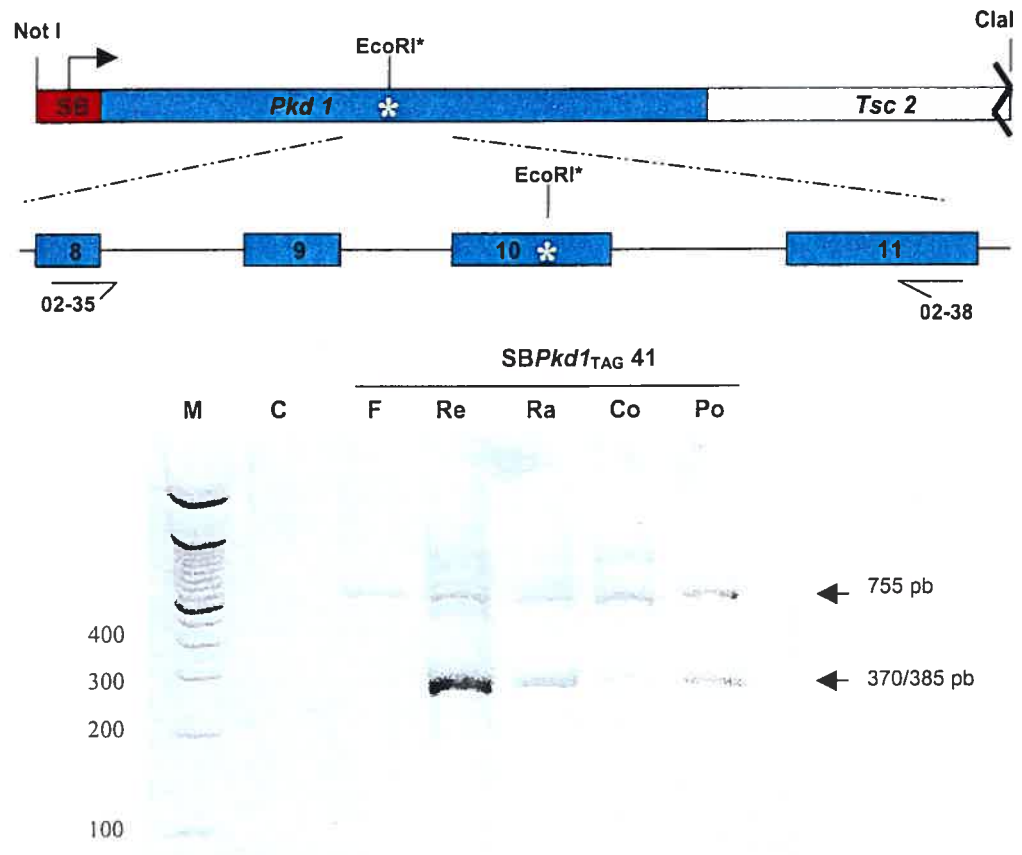 Not I
ClaI
EcoRI*
SB
Pkd 1
*
Tsc 2
EcoRI*
8
9
10 *
11
02-35
02-38
SBPkd1TAG 41
M C F Re Ra Co Po
755 pb
400
300
370/385 pb
200
100